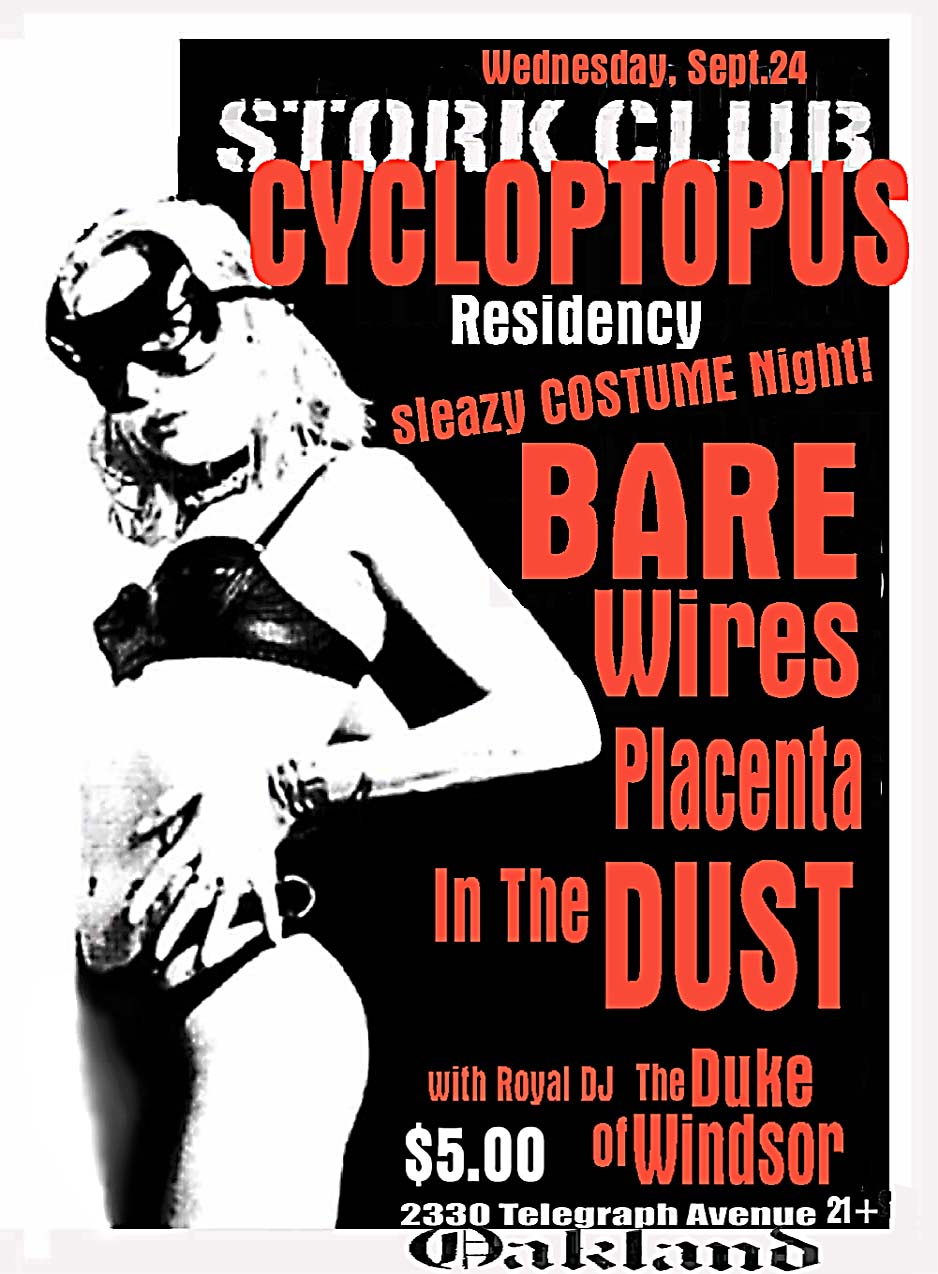 Wednesday, Sept.24
STORK CLUB
CYCLOPTOPUS
Residency
sleazy COSTUME Night!
BARE
Wires
Placenta
In The DUST
with Royal DJ The Duke
$5.00 of Windsor
2330 Telegraph Avenue 21+
Oakland